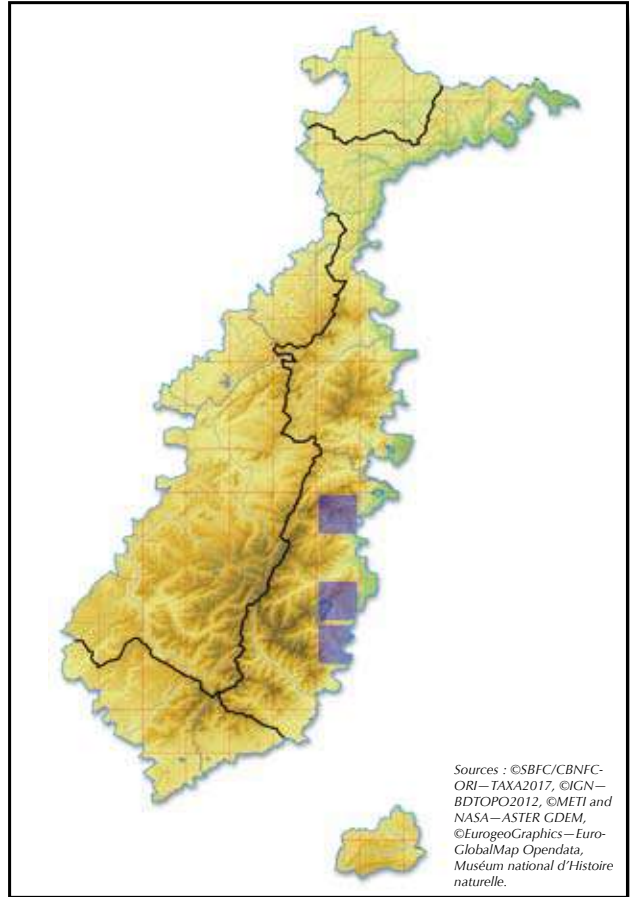 Sources : ©SBFC/CBNFC-
ORI—TAXA2017, ©IGN—
BDTOPO2012, ©METI and
NASA—ASTER GDEM,
©EurogeoGraphics—Euro-
GlobalMap Opendata,
Muséum national d'Histoire
naturelle.